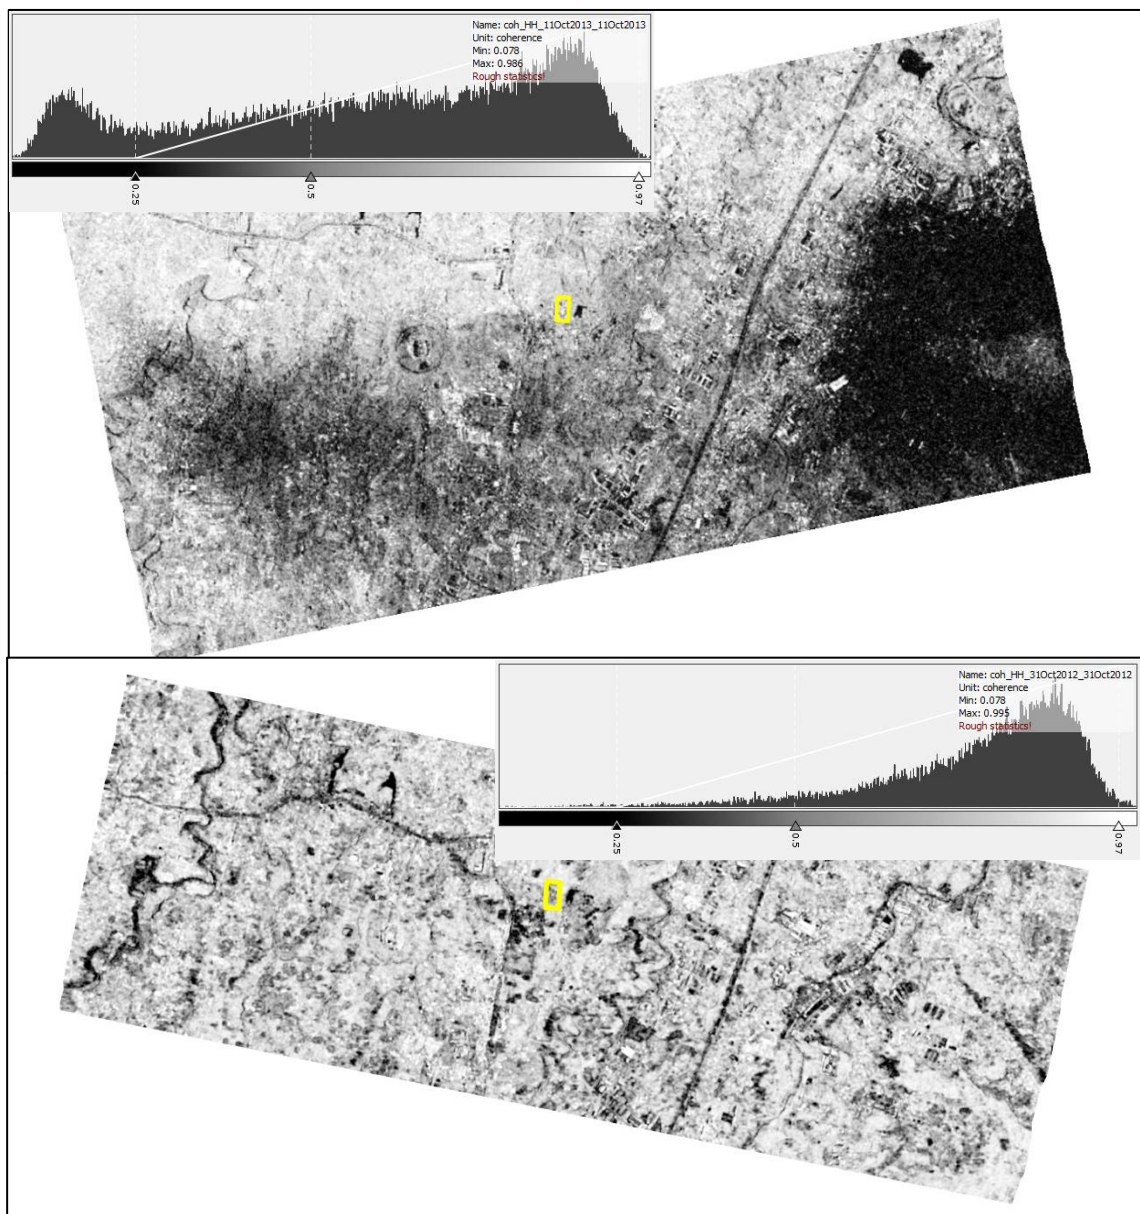 Name: coh_HH_11Oct2013_11Oct2013
Unit: coherence
Min: 0.078
Max: 0.986
Rough statistics!
0.25
0.5
0.97
Name: coh_HH_31Oct2012_31Oct2012
Unit: coherence
Min: 0.078
Max: 0.995
Rough statistics!
0.25
0.5
0.97